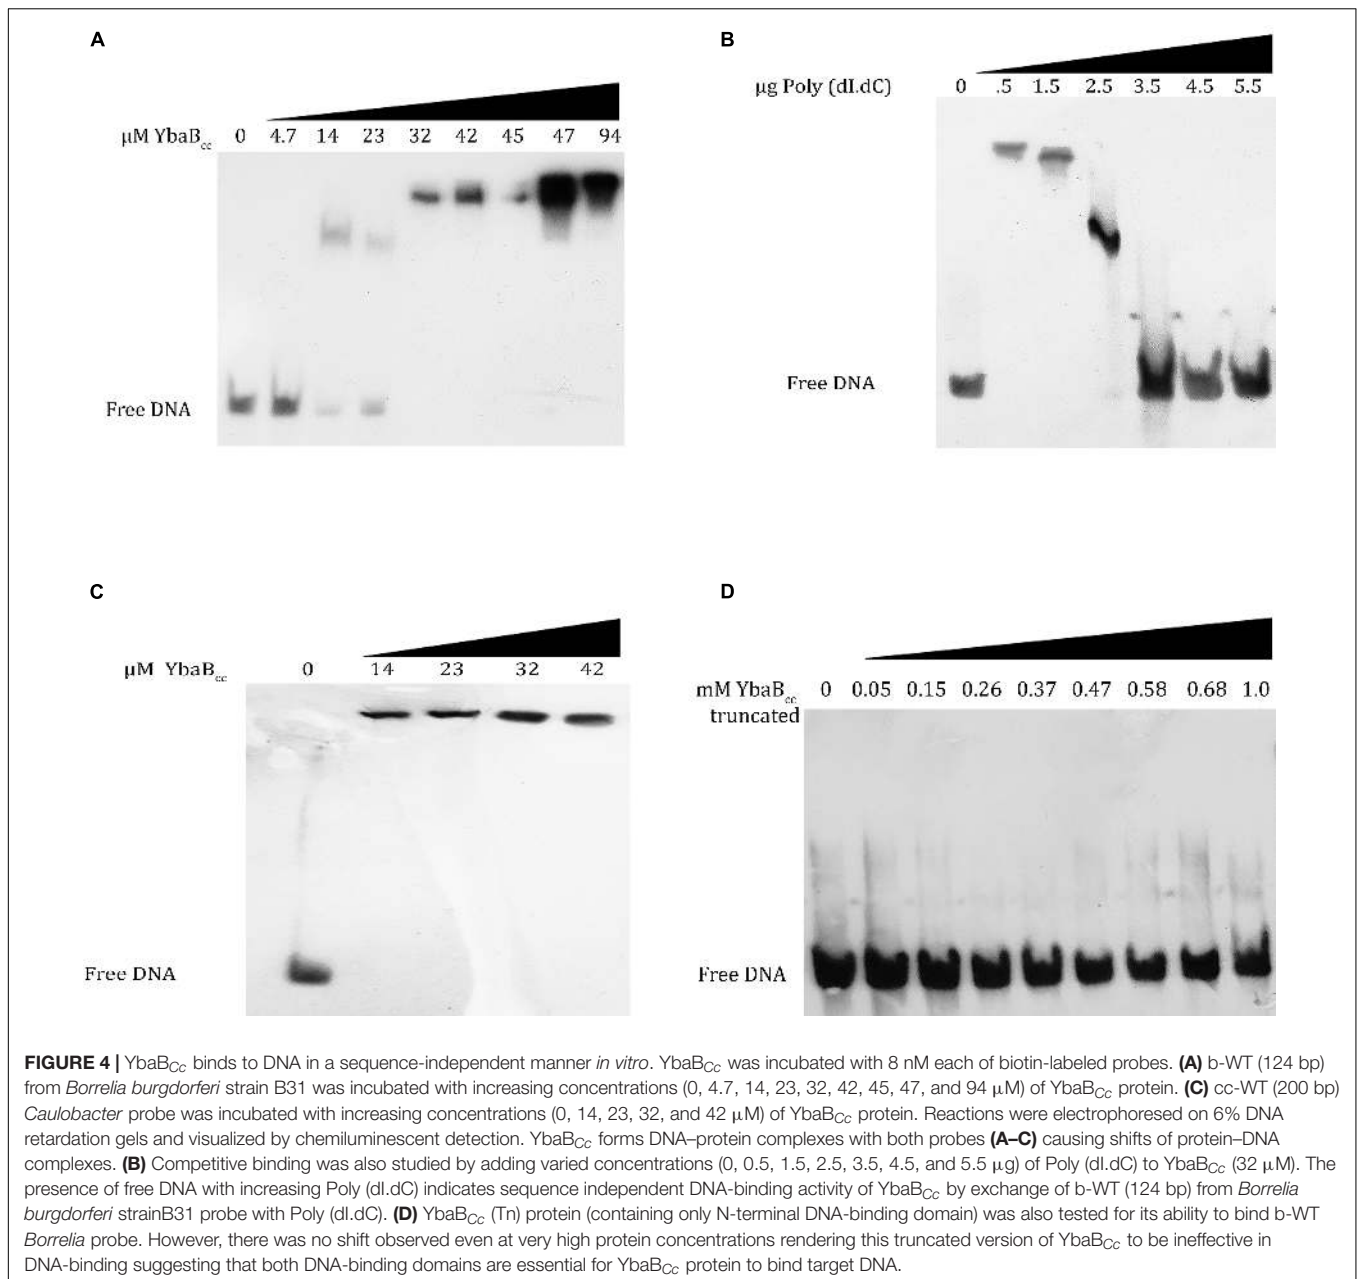 A
μM YbaBcc 0 4.7 14 23 32 42 45 47 94
Free DNA
B
μg Poly (dI.dC) 0 .5 1.5 2.5 3.5 4.5 5.5
Free DNA
C
μM YbaBcc 0 14 23 32 42
Free DNA
D
mM YbaBcc 0 0.05 0.15 0.26 0.37 0.47 0.58 0.68 1.0
truncated
Free DNA
FIGURE 4 | YbaBCc binds to DNA in a sequence-independent manner in vitro. YbaBCc was incubated with 8 nM each of biotin-labeled probes. (A) b-WT (124 bp)
from Borrelia burgdorferi strain B31 was incubated with increasing concentrations (0, 4.7, 14, 23, 32, 42, 45, 47, and 94 μM) of YbaBCc protein. (C) cc-WT (200 bp)
Caulobacter probe was incubated with increasing concentrations (0, 14, 23, 32, and 42 μM) of YbaBCc protein. Reactions were electrophoresed on 6% DNA
retardation gels and visualized by chemiluminescent detection. YbaBCc forms DNA–protein complexes with both probes (A–C) causing shifts of protein–DNA
complexes. (B) Competitive binding was also studied by adding varied concentrations (0, 0.5, 1.5, 2.5, 3.5, 4.5, and 5.5 μg) of Poly (dI.dC) to YbaBCc (32 μM). The
presence of free DNA with increasing Poly (dI.dC) indicates sequence independent DNA-binding activity of YbaBCc by exchange of b-WT (124 bp) from Borrelia
burgdorferi strainB31 probe with Poly (dI.dC). (D) YbaBCc (Tn) protein (containing only N-terminal DNA-binding domain) was also tested for its ability to bind b-WT
Borrelia probe. However, there was no shift observed even at very high protein concentrations rendering this truncated version of YbaBCc to be ineffective in
DNA-binding suggesting that both DNA-binding domains are essential for YbaBCc protein to bind target DNA.